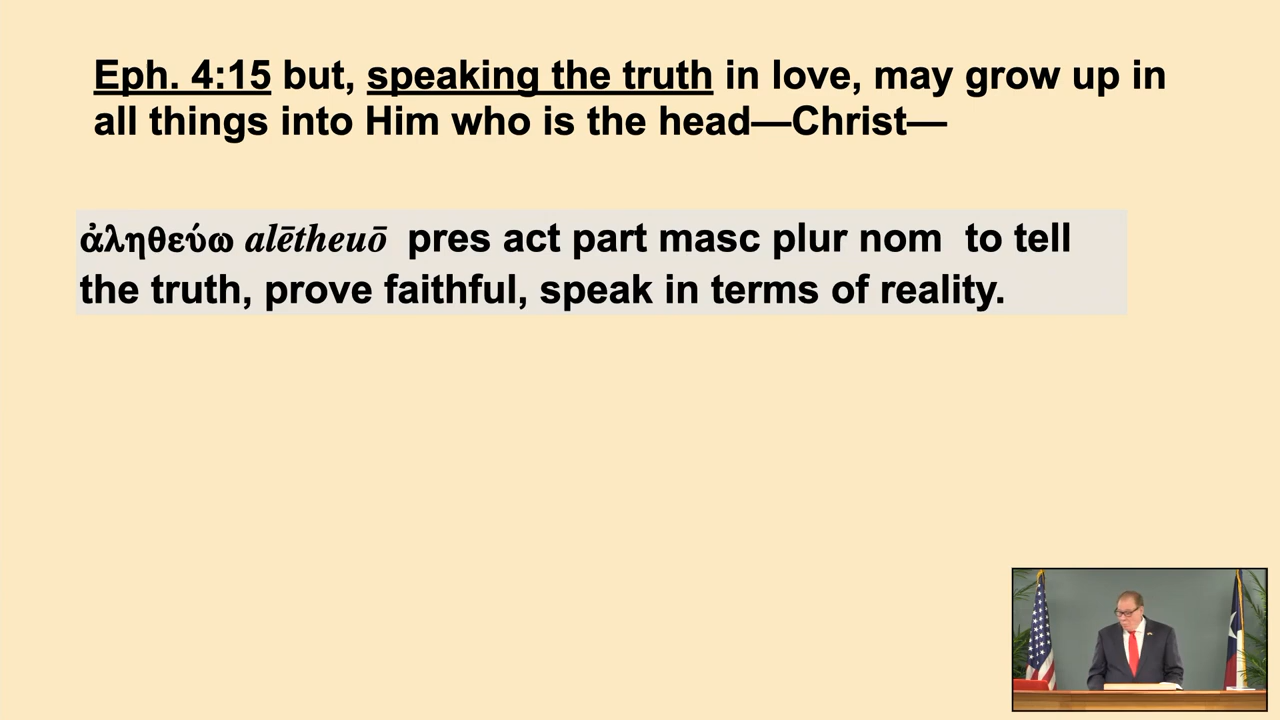 Eph. 4:15 but, speaking the truth in love, may grow up in
all things into Him who is the head—Christ—
ἀληθεύω alētheuō pres act part masc plur nom to tell
the truth, prove faithful, speak in terms of reality.